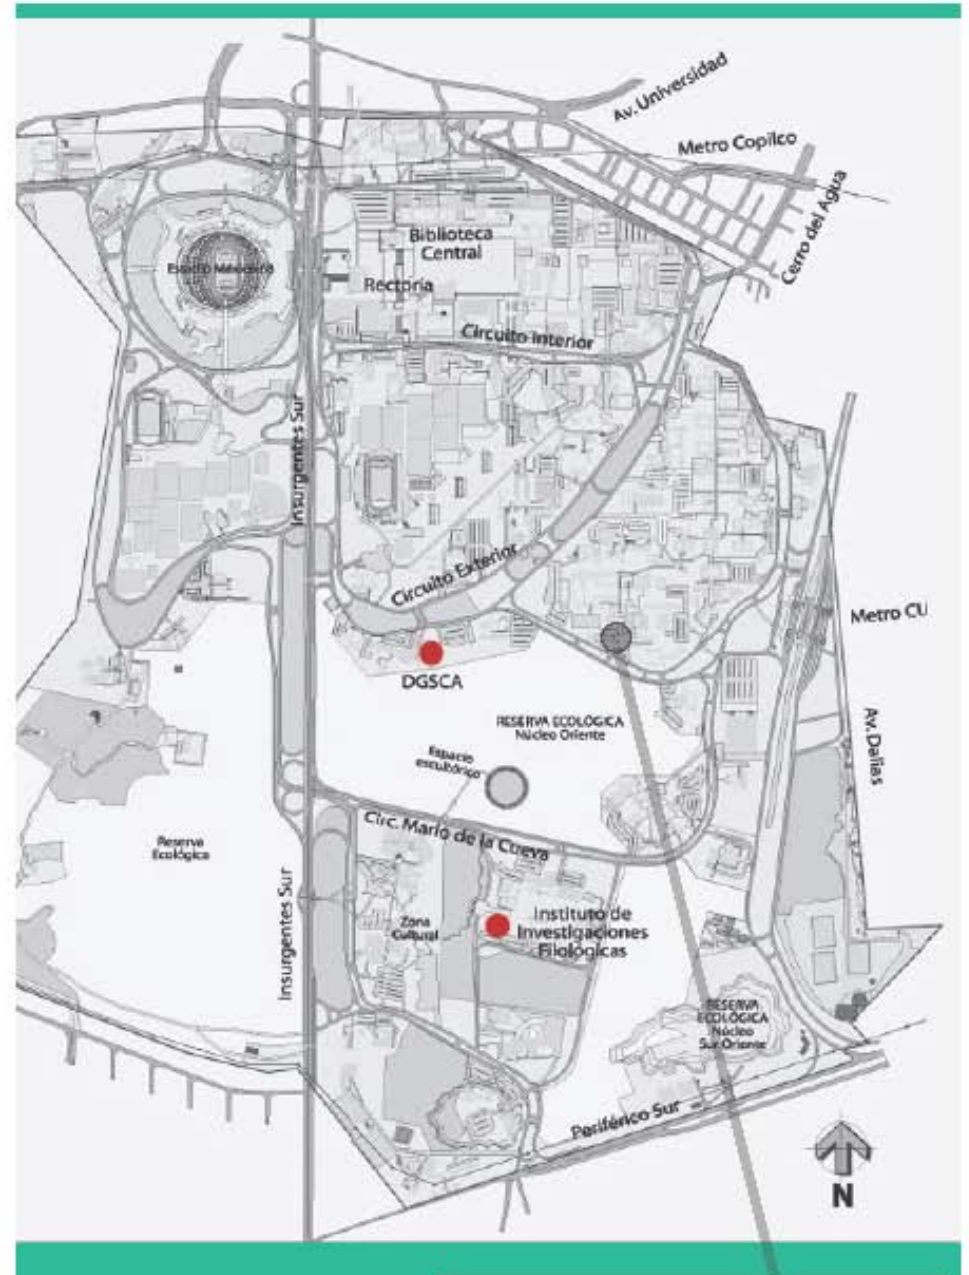 Av. Universidad
Metro Copilco
Cerro del Agua
Biblioteca
Central
Rectoría
Circuito Interior
Insurgentes Sur
Circuito Exterior
Metro CU
DGSCA
Av. Dalias
RESERVA ECOLÓGICA
Núcleo Oriente
Espacio
escultórico
Circ. Mario de la Cueva
Reserva
Ecológica
Insurgentes Sur
Zona
Cultural
Instituto de
Investigaciones
Filológicas
RESERVA
ECOLÓGICA
Núcleo
Sur Oriente
Periférico Sur
N